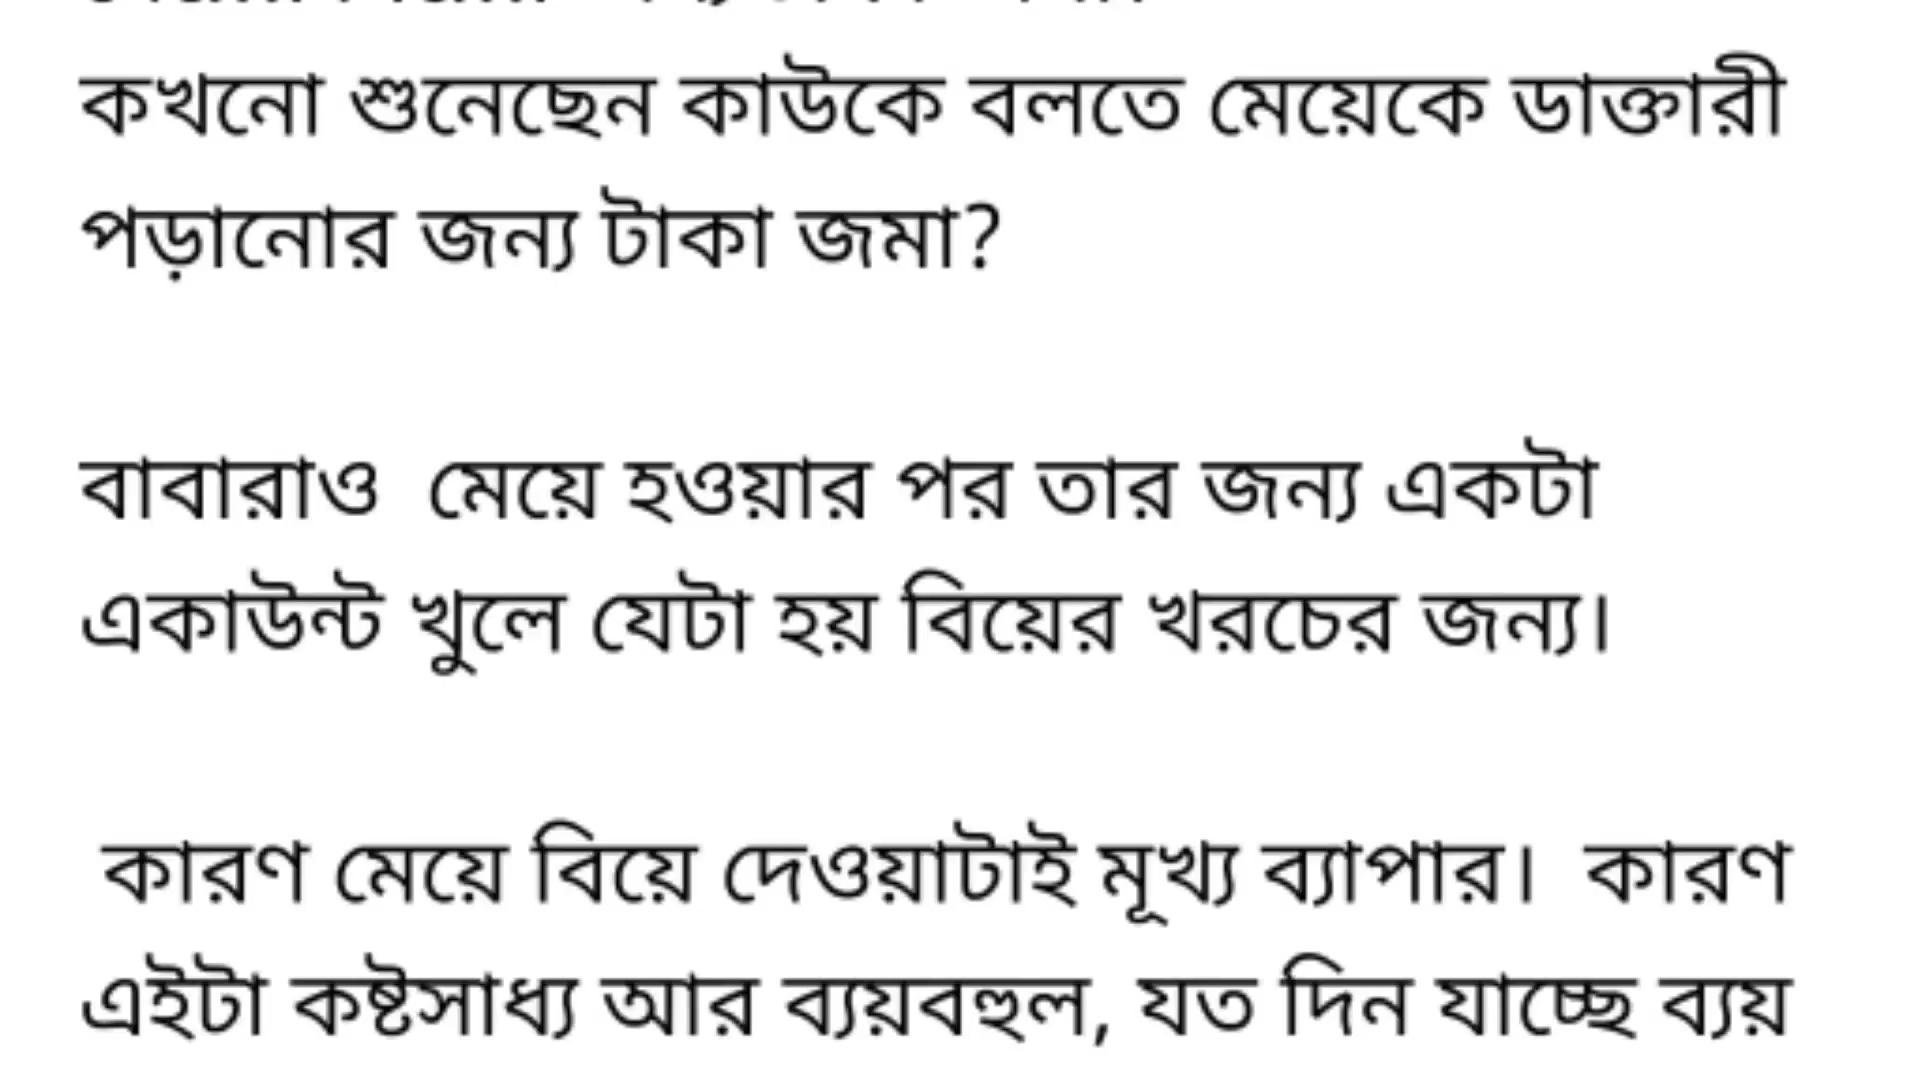 কখনো শুনেছেন কাউকে বলতে মেয়েকে ডাক্তারী
পড়ানোর জন্য টাকা জমা?
বাবারাও  মেয়ে হওয়ার পর তার জন্য একটা
একাউন্ট খুলে যেটা হয় বিয়ের খরচের জন্য।
কারণ মেয়ে বিয়ে দেওয়াটাই মূখ্য ব্যাপার।  কারণ
এইটা কষ্টসাধ্য আর ব্যয়বহুল, যত দিন যাচ্ছে ব্যয়